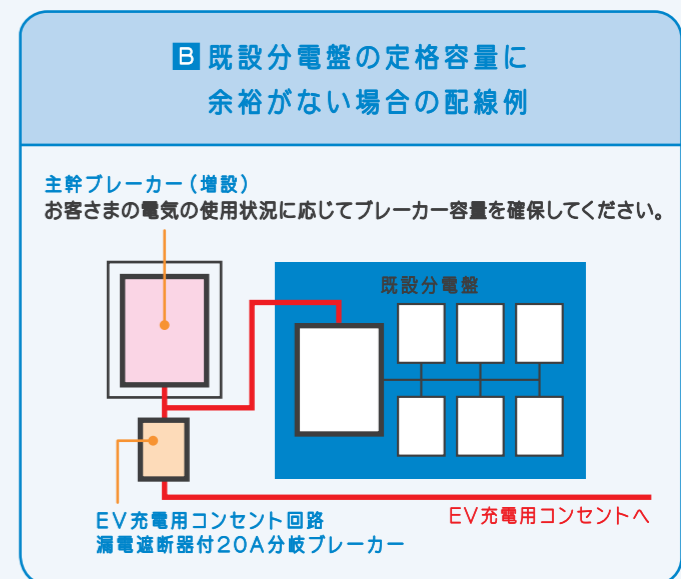 B 既設分電盤の定格容量に
余裕がない場合の配線例
主幹ブレーカー（増設）
お客さまの電気の使用状況に応じてブレーカー容量を確保してください。
既設分電盤
EV充電用コンセントへ
EV充電用コンセント回路
漏電遮断器付20A分岐ブレーカー